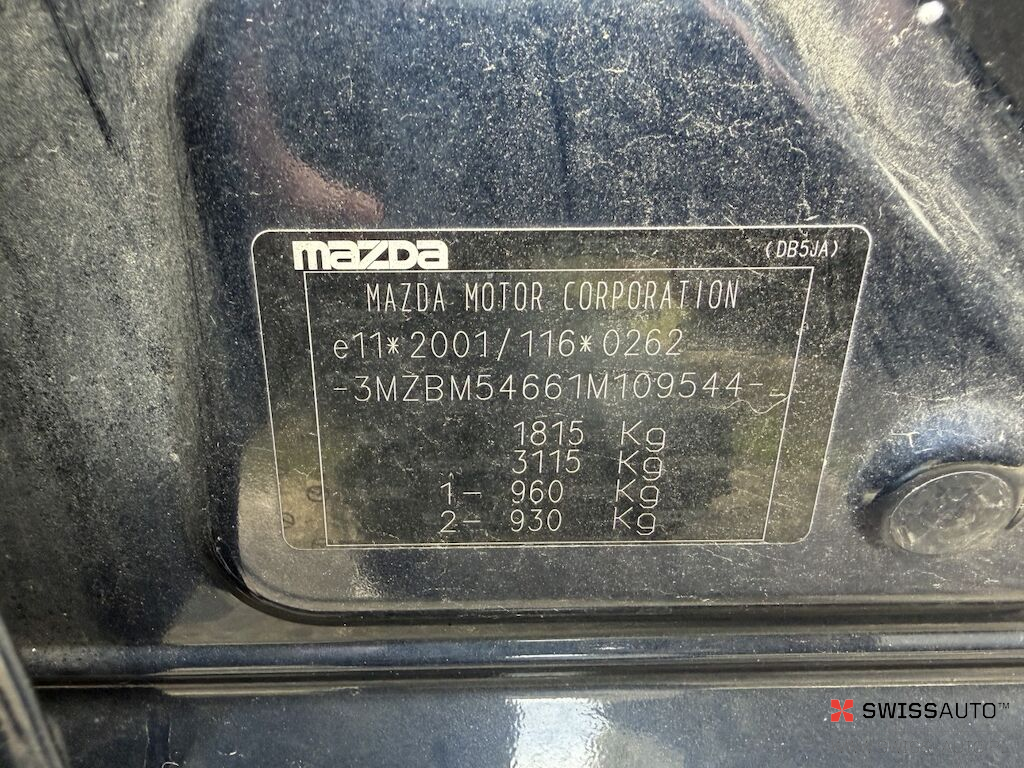 mazda (DB5JA)
MAZDA MOTOR CORPORATION
e11*2001/116*0262
-3MZBM54661M109544-
1815 Kg
3115 Kg
1- 960 Kg
2- 930 Kg
SWISSAUTO™